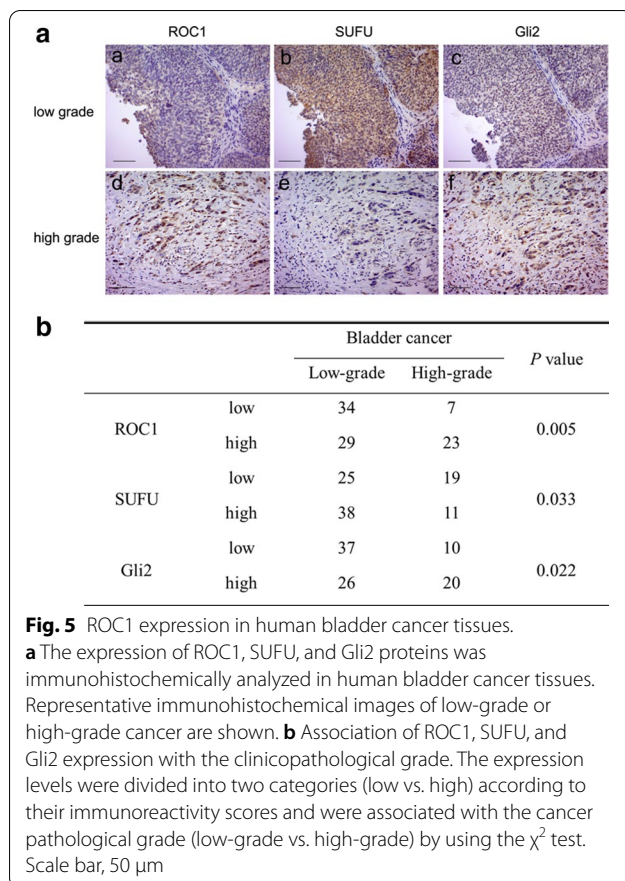 a
ROC1 SUFU Gli2
low grade
a b c
high grade
d e f
b
Bladder cancer
Low-grade High-grade P value
ROC1 low 34 7 0.005
high 29 23
SUFU low 25 19 0.033
high 38 11
Gli2 low 37 10 0.022
high 26 20
Fig. 5 ROC1 expression in human bladder cancer tissues.
a The expression of ROC1, SUFU, and Gli2 proteins was
immunohistochemically analyzed in human bladder cancer tissues.
Representative immunohistochemical images of low-grade or
high-grade cancer are shown. b Association of ROC1, SUFU, and
Gli2 expression with the clinicopathological grade. The expression
levels were divided into two categories (low vs. high) according to
their immunoreactivity scores and were associated with the cancer
pathological grade (low-grade vs. high-grade) by using the χ² test.
Scale bar, 50 μm